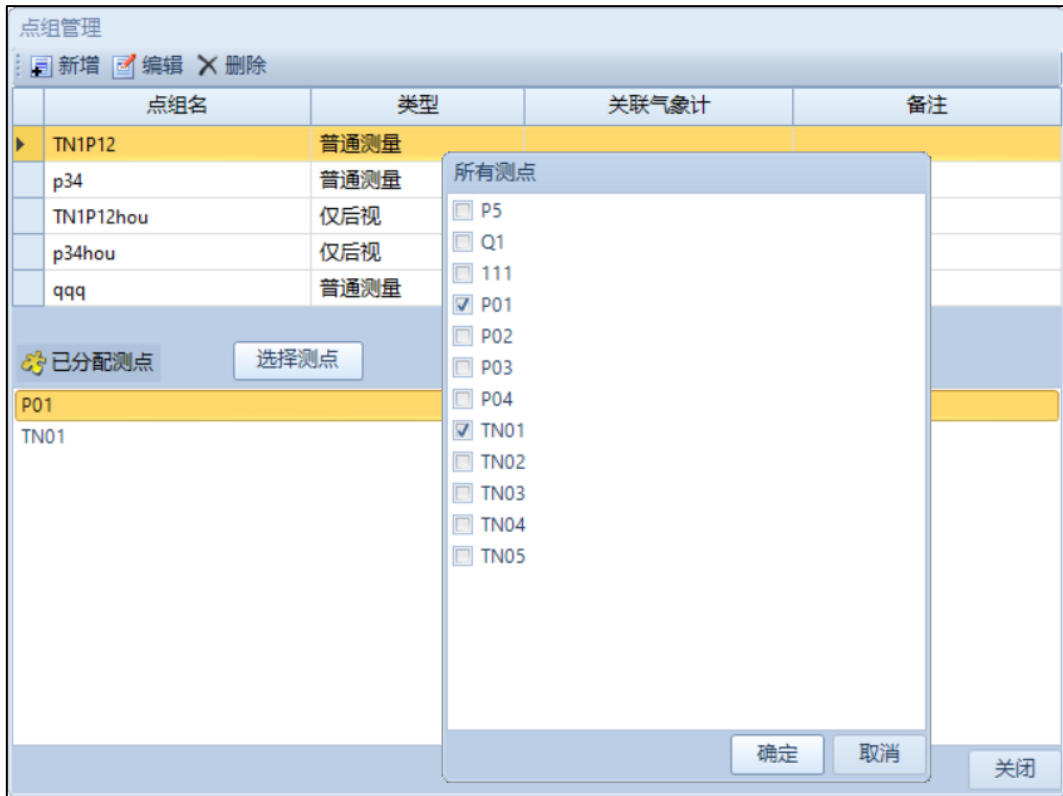 点组管理
新增 编辑 删除
点组名 类型 关联气象计 备注
TN1P12 普通测量
p34 普通测量
TN1P12hou 仅后视
p34hou 仅后视
qqq 普通测量
已分配测点 选择测点
P01
TN01
所有测点
P5
Q1
111
P01
P02
P03
P04
TN01
TN02
TN03
TN04
TN05
确定 取消
关闭